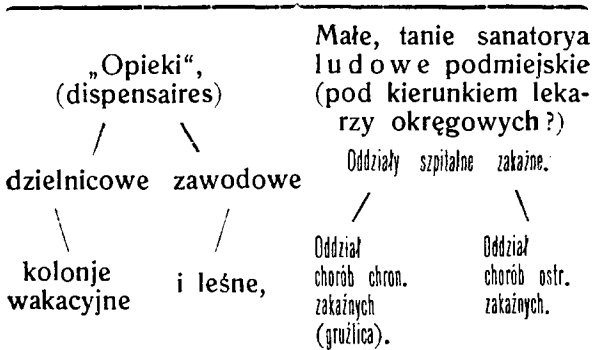 „Opieki“,
(dispensaires)
dzielnicowe zawodowe
kolonje
wakacyjne
i leśne,
Małe, tanie sanatorya
ludowe podmiejskie
(pod kierunkiem leka-
rzy okręgowych?)
Oddziały szpitalne zakaźne.
Oddział
chorób chron.
zakaźnych
(gruźlica).
Oddział
chorób ostr.
zakaźnych.